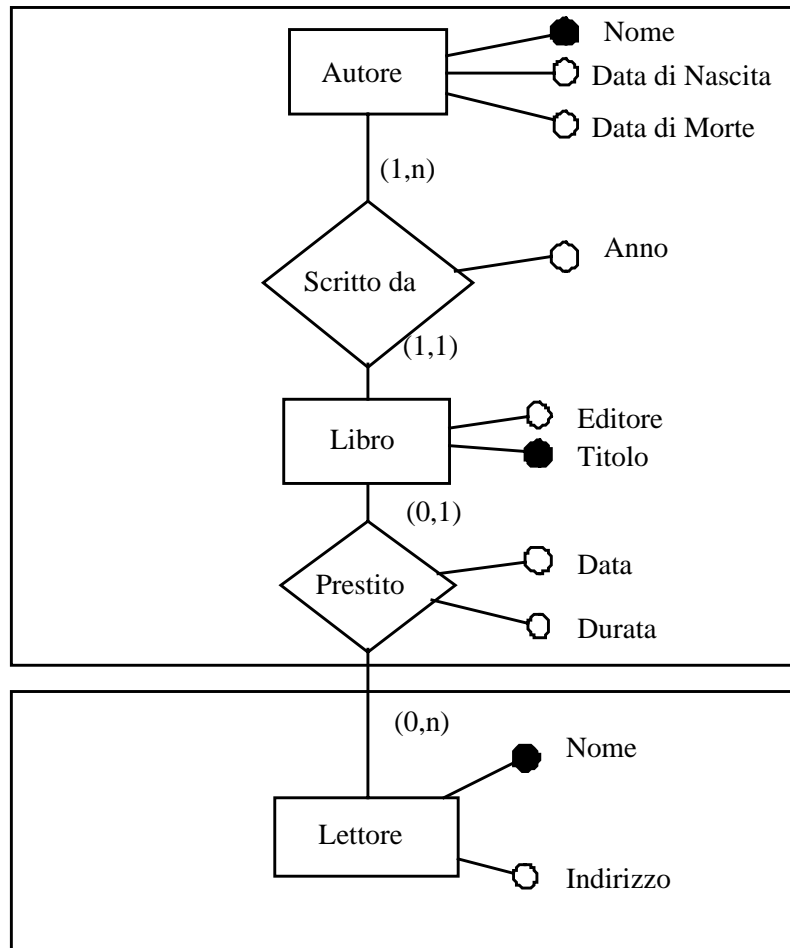 Nome
Autore
Data di Nascita
Data di Morte
(1,n)
Anno
Scritto da
(1,1)
Editore
Libro
Titolo
(0,1)
Data
Prestito
Durata
(0,n)
Nome
Lettore
Indirizzo